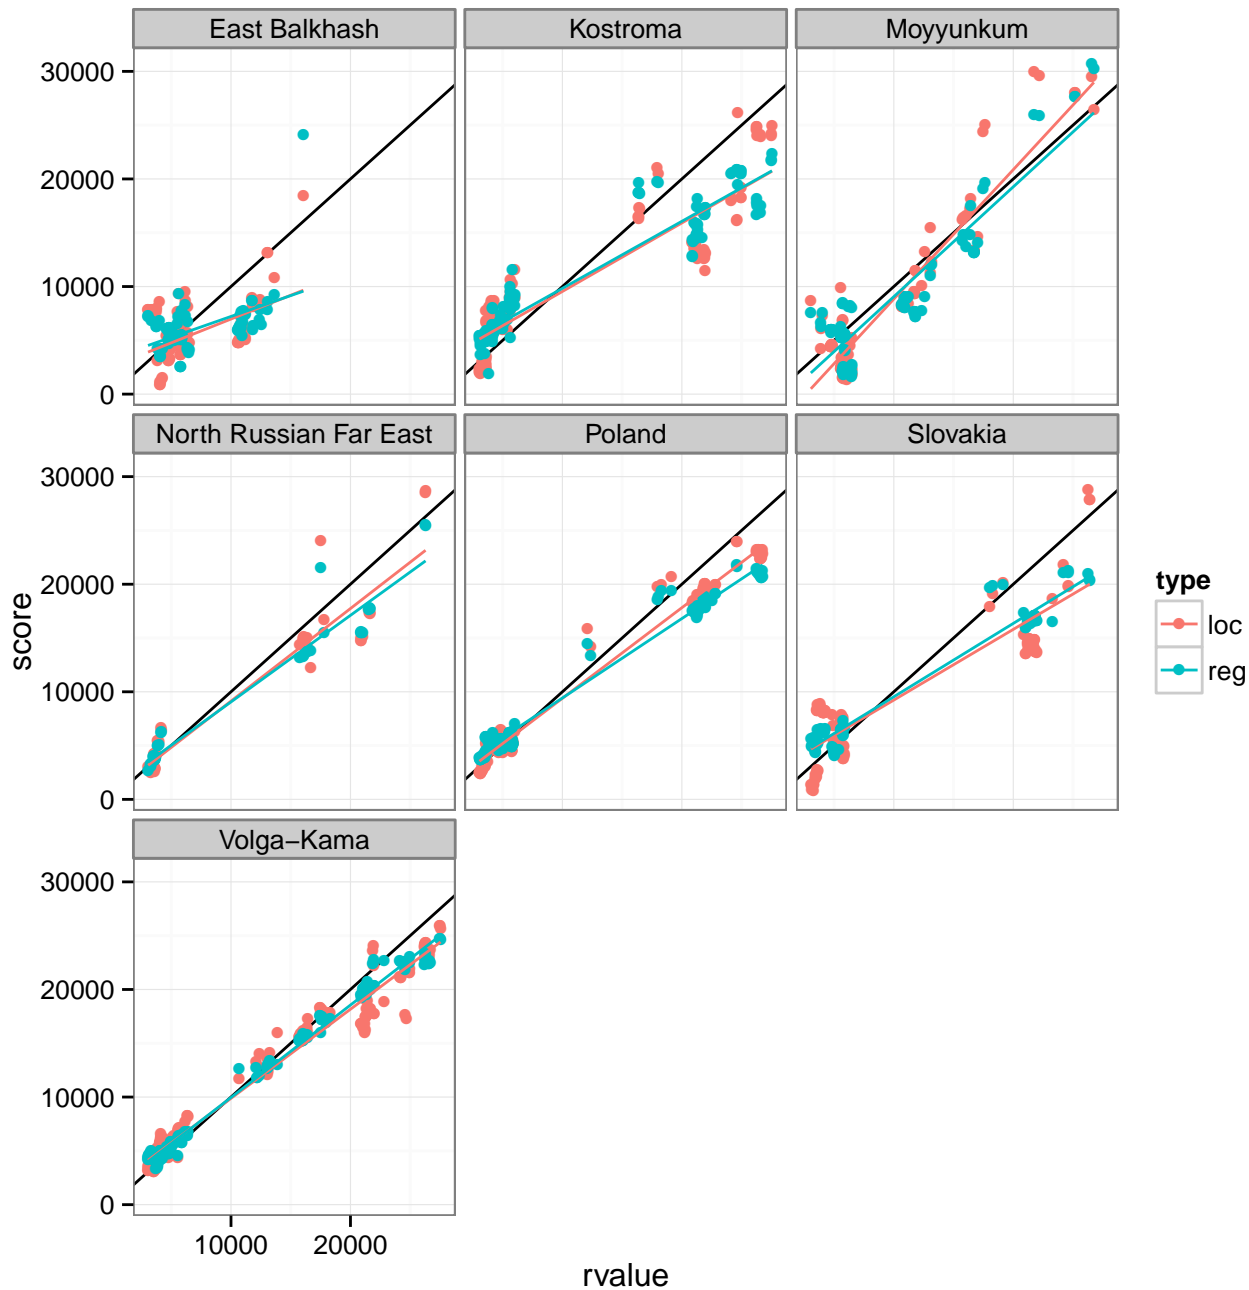 East Balkhash
Kostroma
Moyyunkum
30000
20000
10000
0
North Russian Far East
Poland
Slovakia
30000
20000
10000
0
score
type
loc
reg
Volga−Kama
30000
20000
10000
0
10000
20000
rvalue